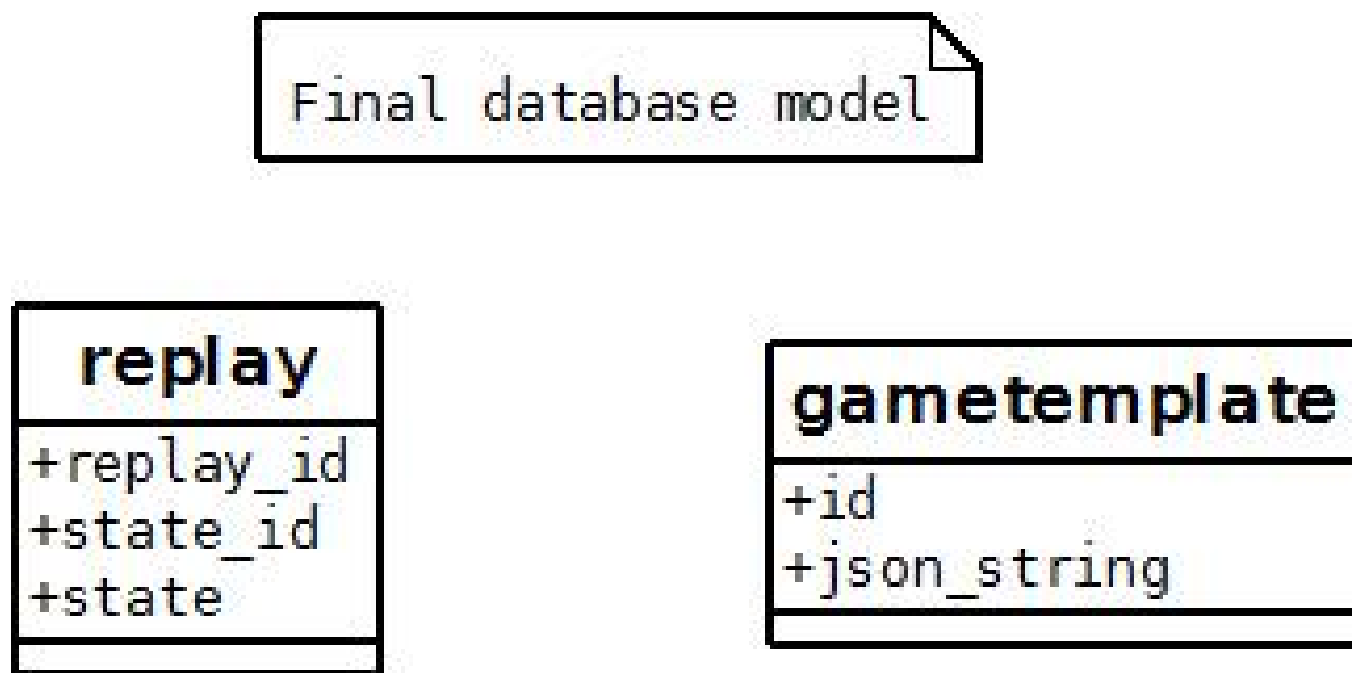 Final database model
replay
+replay_id
+state_id
+state
gametemplate
+id
+json_string